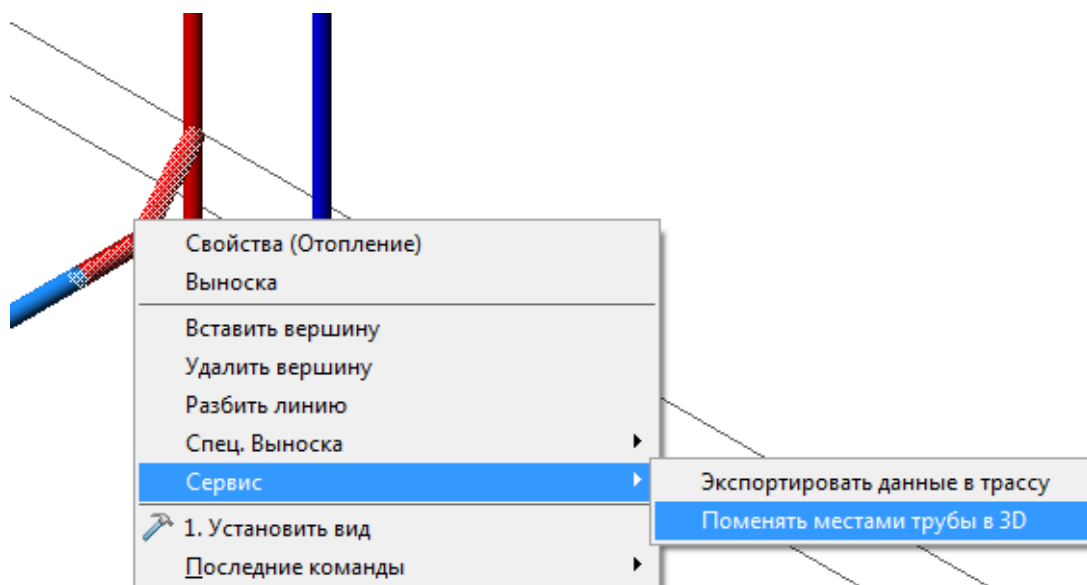 Свойства (Отопление)
Выноска
Вставить вершину
Удалить вершину
Разбить линию
Спец. Выноска
Сервис
Экспортировать данные в трассу
Поменять местами трубы в 3D
1. Установить вид
Последние команды